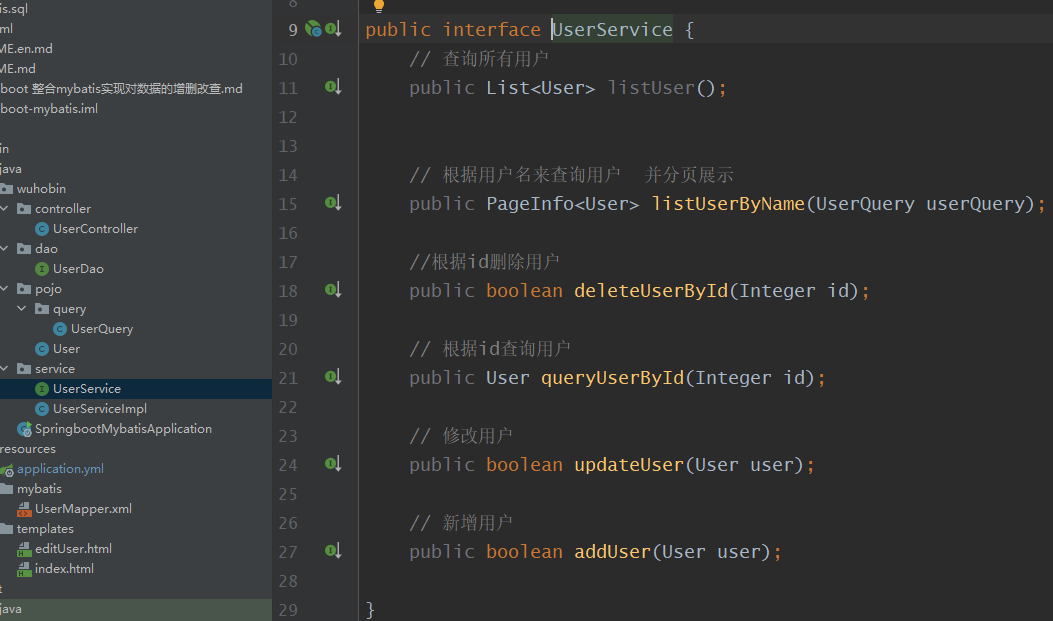 is.sql
ml
ME.en.md
ME.md
boot 整合mybatis实现对数据的增删改查.md
boot-mybatis.iml
in
java
wuhobin
controller
UserController
dao
UserDao
pojo
query
UserQuery
User
service
UserService
UserServiceImpl
SpringbootMybatisApplication
resources
application.yml
mybatis
UserMapper.xml
templates
editUser.html
index.html
t
java
8
9 public interface UserService {
10 // 查询所有用户
11 public List<User> listUser();
12
13
14 // 根据用户名来查询用户  并分页展示
15 public PageInfo<User> listUserByName(UserQuery userQuery);
16
17 //根据id删除用户
18 public boolean deleteUserById(Integer id);
19
20 // 根据id查询用户
21 public User queryUserById(Integer id);
22
23 // 修改用户
24 public boolean updateUser(User user);
25
26 // 新增用户
27 public boolean addUser(User user);
28
29 }